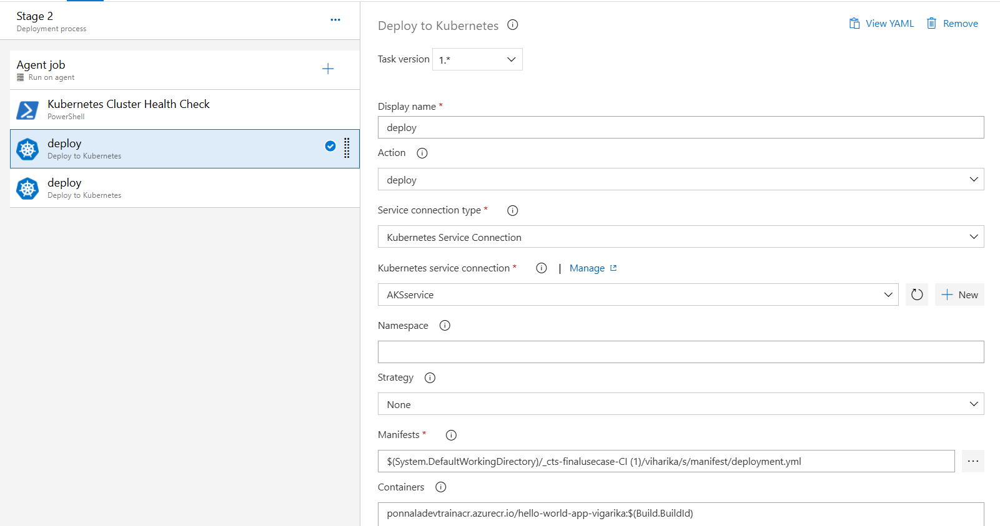 Stage 2
Deployment process
Agent job
Run on agent
Kubernetes Cluster Health Check
PowerShell
deploy
Deploy to Kubernetes
deploy
Deploy to Kubernetes
Deploy to Kubernetes
View YAML
Remove
Task version
1.*
Display name *
deploy
Action
deploy
Service connection type *
Kubernetes Service Connection
Kubernetes service connection *
| Manage
AKSservice
New
Namespace
Strategy
None
Manifests *
$(System.DefaultWorkingDirectory)/_cts-finalusecase-CI (1)/viharika/s/manifest/deployment.yml
Containers
ponnaladevtrainacr.azurecr.io/hello-world-app-vigarika:$(Build.BuildId)